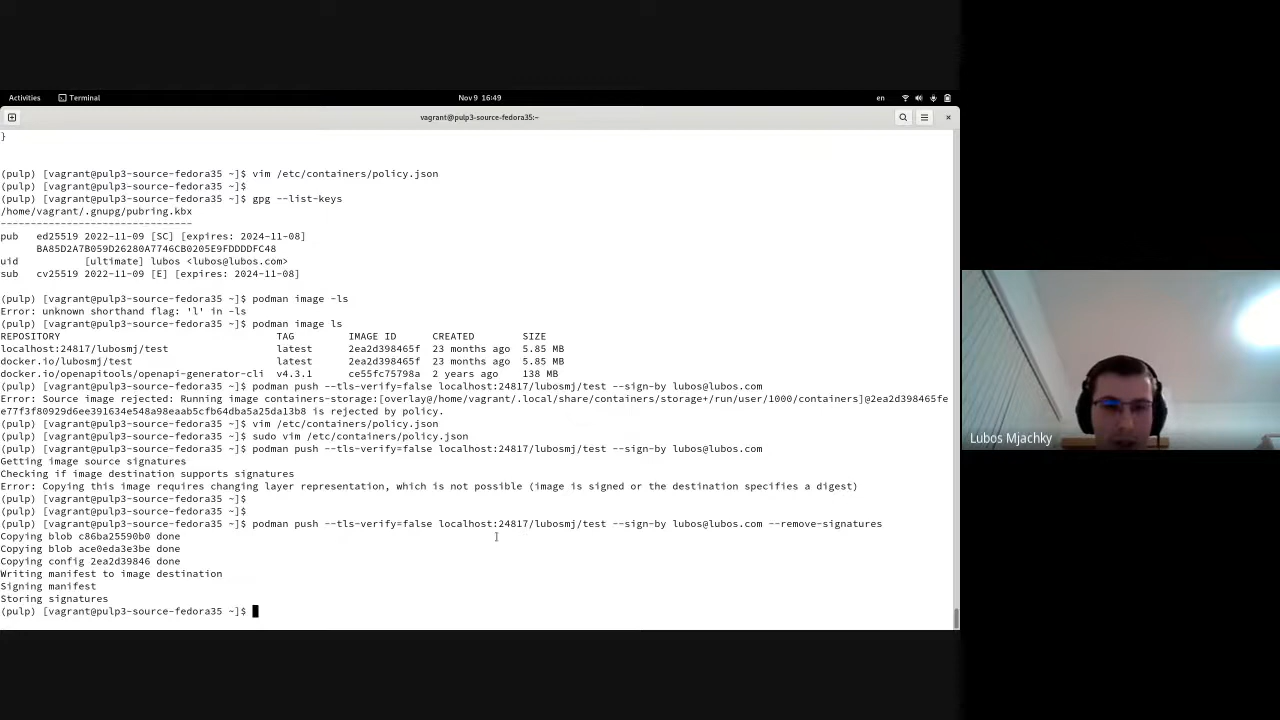 Activities
Terminal
Nov 9 16:49
en
vagrant@pulp3-source-fedora35:~
}
(pulp) [vagrant@pulp3-source-fedora35 ~]$ vim /etc/containers/policy.json
(pulp) [vagrant@pulp3-source-fedora35 ~]$
(pulp) [vagrant@pulp3-source-fedora35 ~]$ gpg --list-keys
/home/vagrant/.gnupg/pubring.kbx
--------------------------------
pub   ed25519 2022-11-09 [SC] [expires: 2024-11-08]
      BA85D2A7B059D26280A7746CB0205E9FDDDDFC48
uid           [ultimate] lubos <lubos@lubos.com>
sub   cv25519 2022-11-09 [E] [expires: 2024-11-08]
(pulp) [vagrant@pulp3-source-fedora35 ~]$ podman image -ls
Error: unknown shorthand flag: 'l' in -ls
(pulp) [vagrant@pulp3-source-fedora35 ~]$ podman image ls
REPOSITORY                                  TAG         IMAGE ID      CREATED        SIZE
localhost:24817/lubosmj/test                latest      2ea2d398465f  23 months ago  5.85 MB
docker.io/lubosmj/test                      latest      2ea2d398465f  23 months ago  5.85 MB
docker.io/openapitools/openapi-generator-cli  v4.3.1      ce55fc75798a  2 years ago    138 MB
(pulp) [vagrant@pulp3-source-fedora35 ~]$ podman push --tls-verify=false localhost:24817/lubosmj/test --sign-by lubos@lubos.com
Error: Source image rejected: Running image containers-storage:[overlay@/home/vagrant/.local/share/containers/storage+/run/user/1000/containers]@2ea2d398465fe
e77f3f80929d6ee391634e548a98eaab5cfb64dba5a25da13b8 is rejected by policy.
(pulp) [vagrant@pulp3-source-fedora35 ~]$ vim /etc/containers/policy.json
(pulp) [vagrant@pulp3-source-fedora35 ~]$ sudo vim /etc/containers/policy.json
(pulp) [vagrant@pulp3-source-fedora35 ~]$ podman push --tls-verify=false localhost:24817/lubosmj/test --sign-by lubos@lubos.com
Getting image source signatures
Checking if image destination supports signatures
Error: Copying this image requires changing layer representation, which is not possible (image is signed or the destination specifies a digest)
(pulp) [vagrant@pulp3-source-fedora35 ~]$
(pulp) [vagrant@pulp3-source-fedora35 ~]$
(pulp) [vagrant@pulp3-source-fedora35 ~]$ podman push --tls-verify=false localhost:24817/lubosmj/test --sign-by lubos@lubos.com --remove-signatures
Copying blob c86ba25590b0 done
Copying blob ace0eda3e3be done
Copying config 2ea2d39846 done
Writing manifest to image destination
Signing manifest
Storing signatures
(pulp) [vagrant@pulp3-source-fedora35 ~]$
Lubos Mjachky